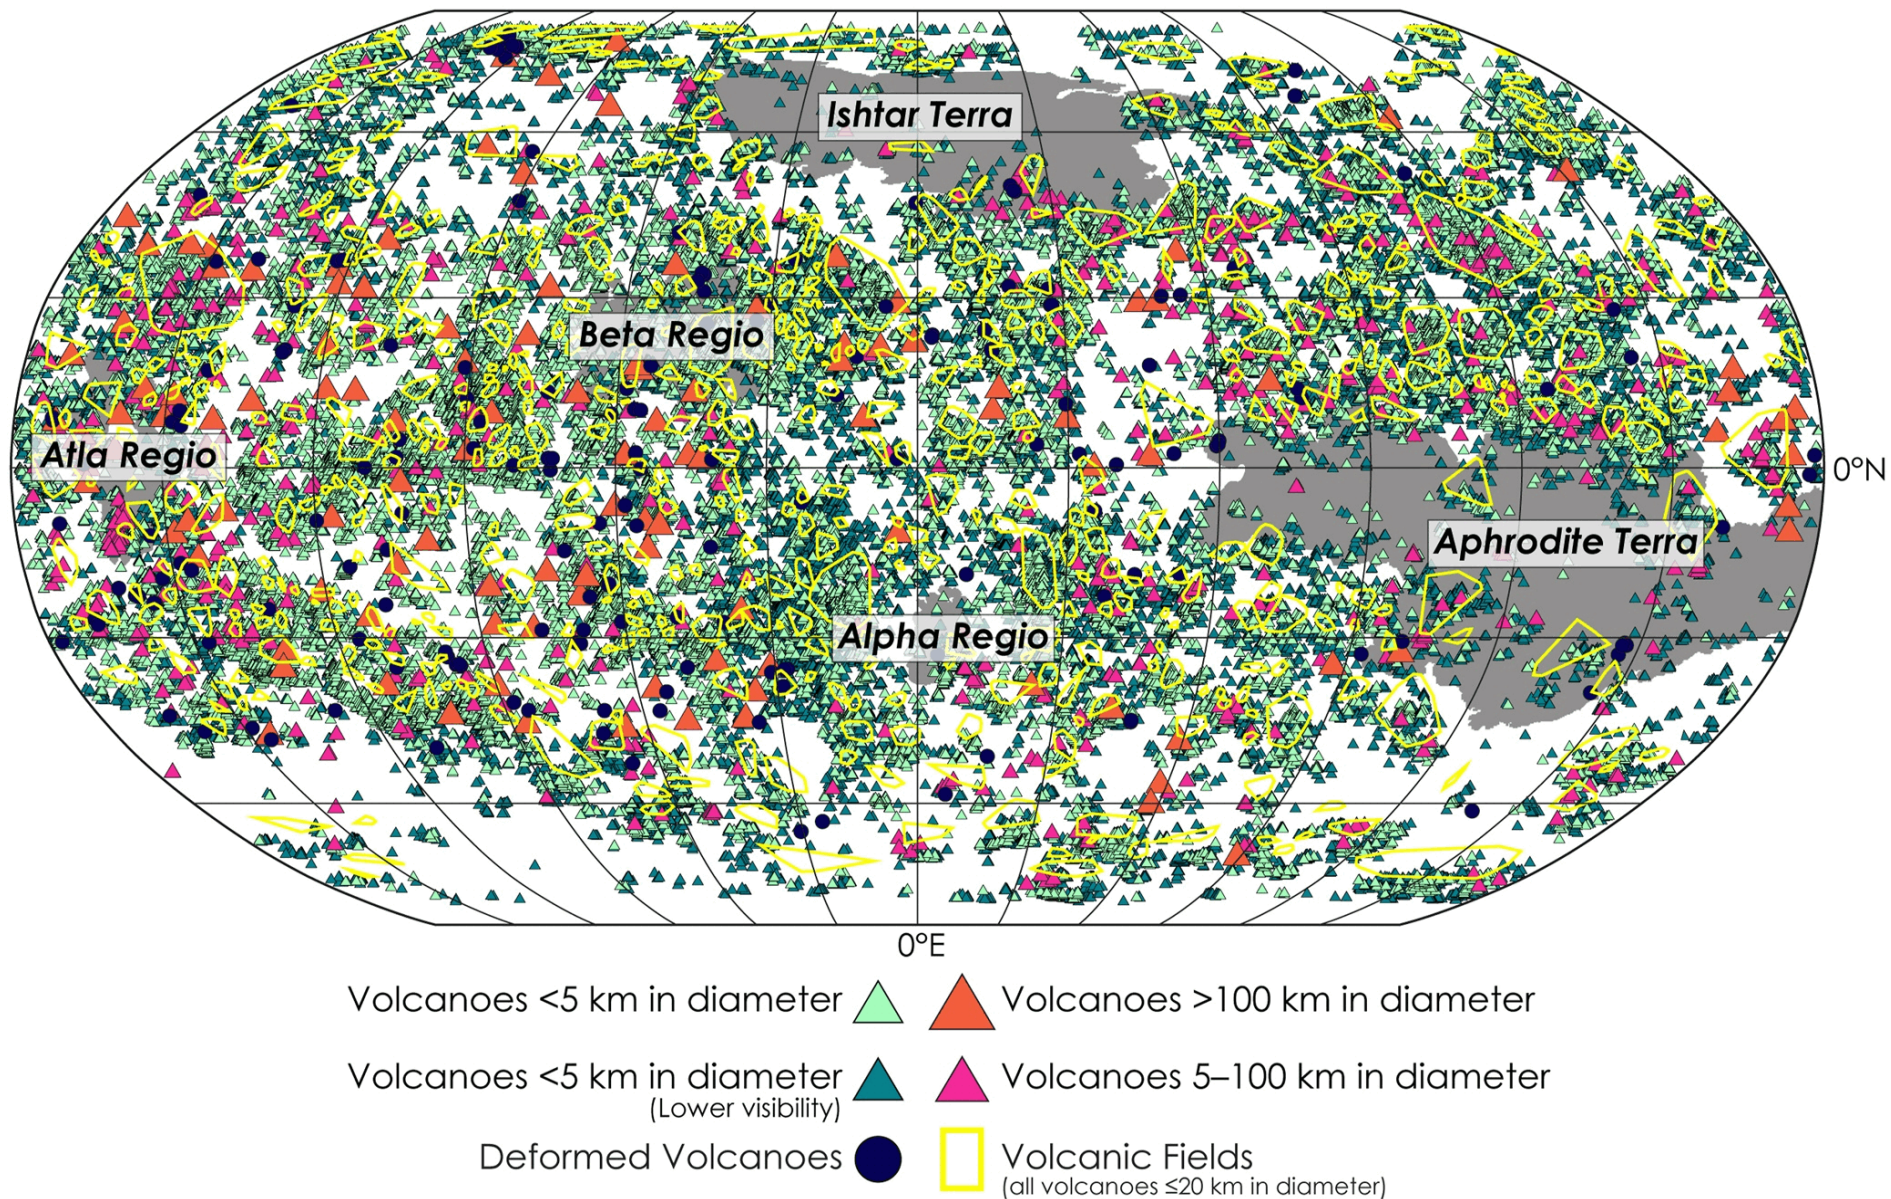 Ishtar Terra
Beta Regio
Atla Regio
0°N
Aphrodite Terra
Alpha Regio
0°E
Volcanoes <5 km in diameter
Volcanoes >100 km in diameter
Volcanoes <5 km in diameter
(Lower visibility)
Volcanoes 5–100 km in diameter
Deformed Volcanoes
Volcanic Fields
(all volcanoes ≤20 km in diameter)